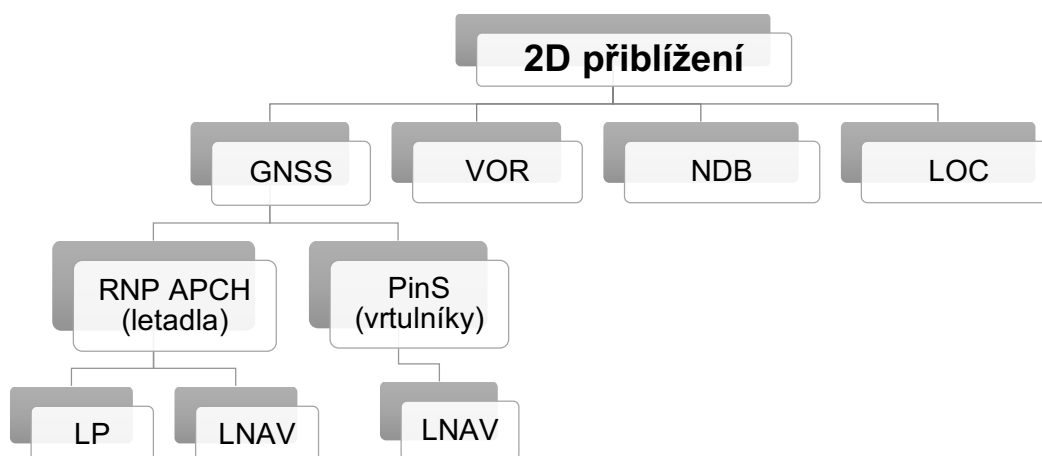 2D přiblížení
GNSS
VOR
NDB
LOC
RNP APCH
(letadla)
PinS
(vrtulníky)
LP
LNAV
LNAV